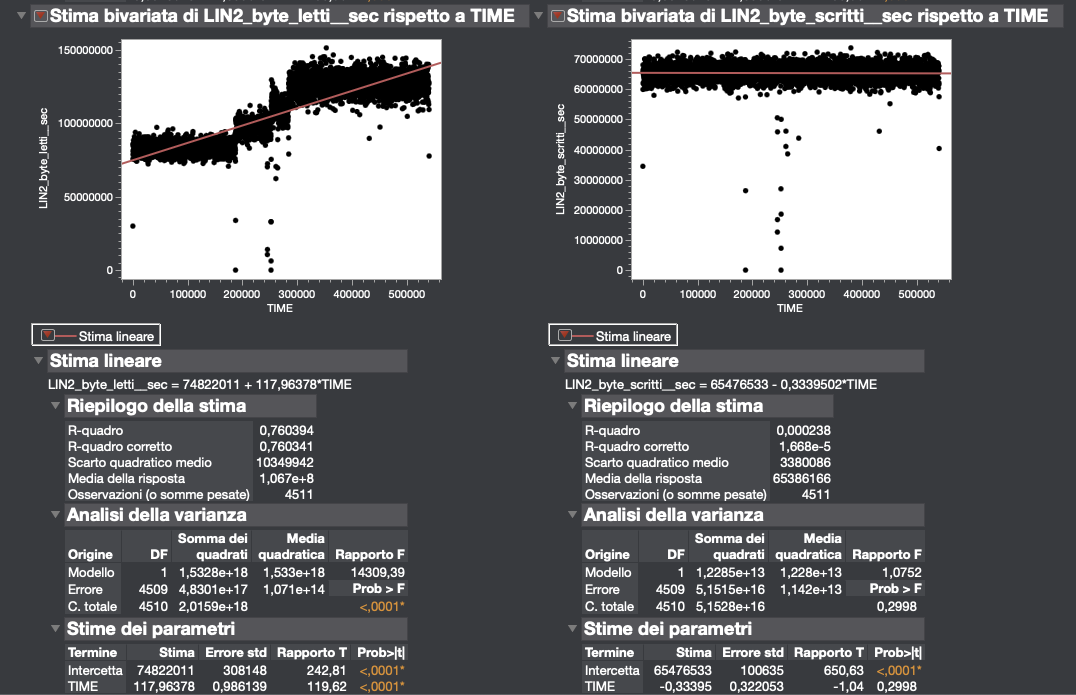 Stima bivariata di LIN2_byte_letti__sec rispetto a TIME
150000000
100000000
50000000
0
LIN2_byte_letti__sec
0 100000 200000 300000 400000 500000
TIME
Stima lineare
Stima lineare
LIN2_byte_letti__sec = 74822011 + 117,96378*TIME
Riepilogo della stima
R-quadro 0,760394
R-quadro corretto 0,760341
Scarto quadratico medio 10349942
Media della risposta 1,067e+8
Osservazioni (o somme pesate) 4511
Analisi della varianza
Somma dei Media
Origine DF quadrati quadratica Rapporto F
Modello 1 1,5328e+18 1,533e+18 14309,39
Errore 4509 4,8301e+17 1,071e+14 Prob > F
C. totale 4510 2,0159e+18 <,0001*
Stime dei parametri
Termine Stima Errore std Rapporto T Prob>|t|
Intercetta 74822011 308148 242,81 <,0001*
TIME 117,96378 0,986139 119,62 <,0001*
Stima bivariata di LIN2_byte_scritti__sec rispetto a TIME
70000000
60000000
50000000
40000000
30000000
20000000
10000000
0
LIN2_byte_scritti__sec
0 100000 200000 300000 400000 500000
TIME
Stima lineare
Stima lineare
LIN2_byte_scritti__sec = 65476533 - 0,3339502*TIME
Riepilogo della stima
R-quadro 0,000238
R-quadro corretto 1,668e-5
Scarto quadratico medio 3380086
Media della risposta 65386166
Osservazioni (o somme pesate) 4511
Analisi della varianza
Somma dei Media
Origine DF quadrati quadratica Rapporto F
Modello 1 1,2285e+13 1,228e+13 1,0752
Errore 4509 5,1515e+16 1,142e+13 Prob > F
C. totale 4510 5,1528e+16 0,2998
Stime dei parametri
Termine Stima Errore std Rapporto T Prob>|t|
Intercetta 65476533 100635 650,63 <,0001*
TIME -0,33395 0,322053 -1,04 0,2998